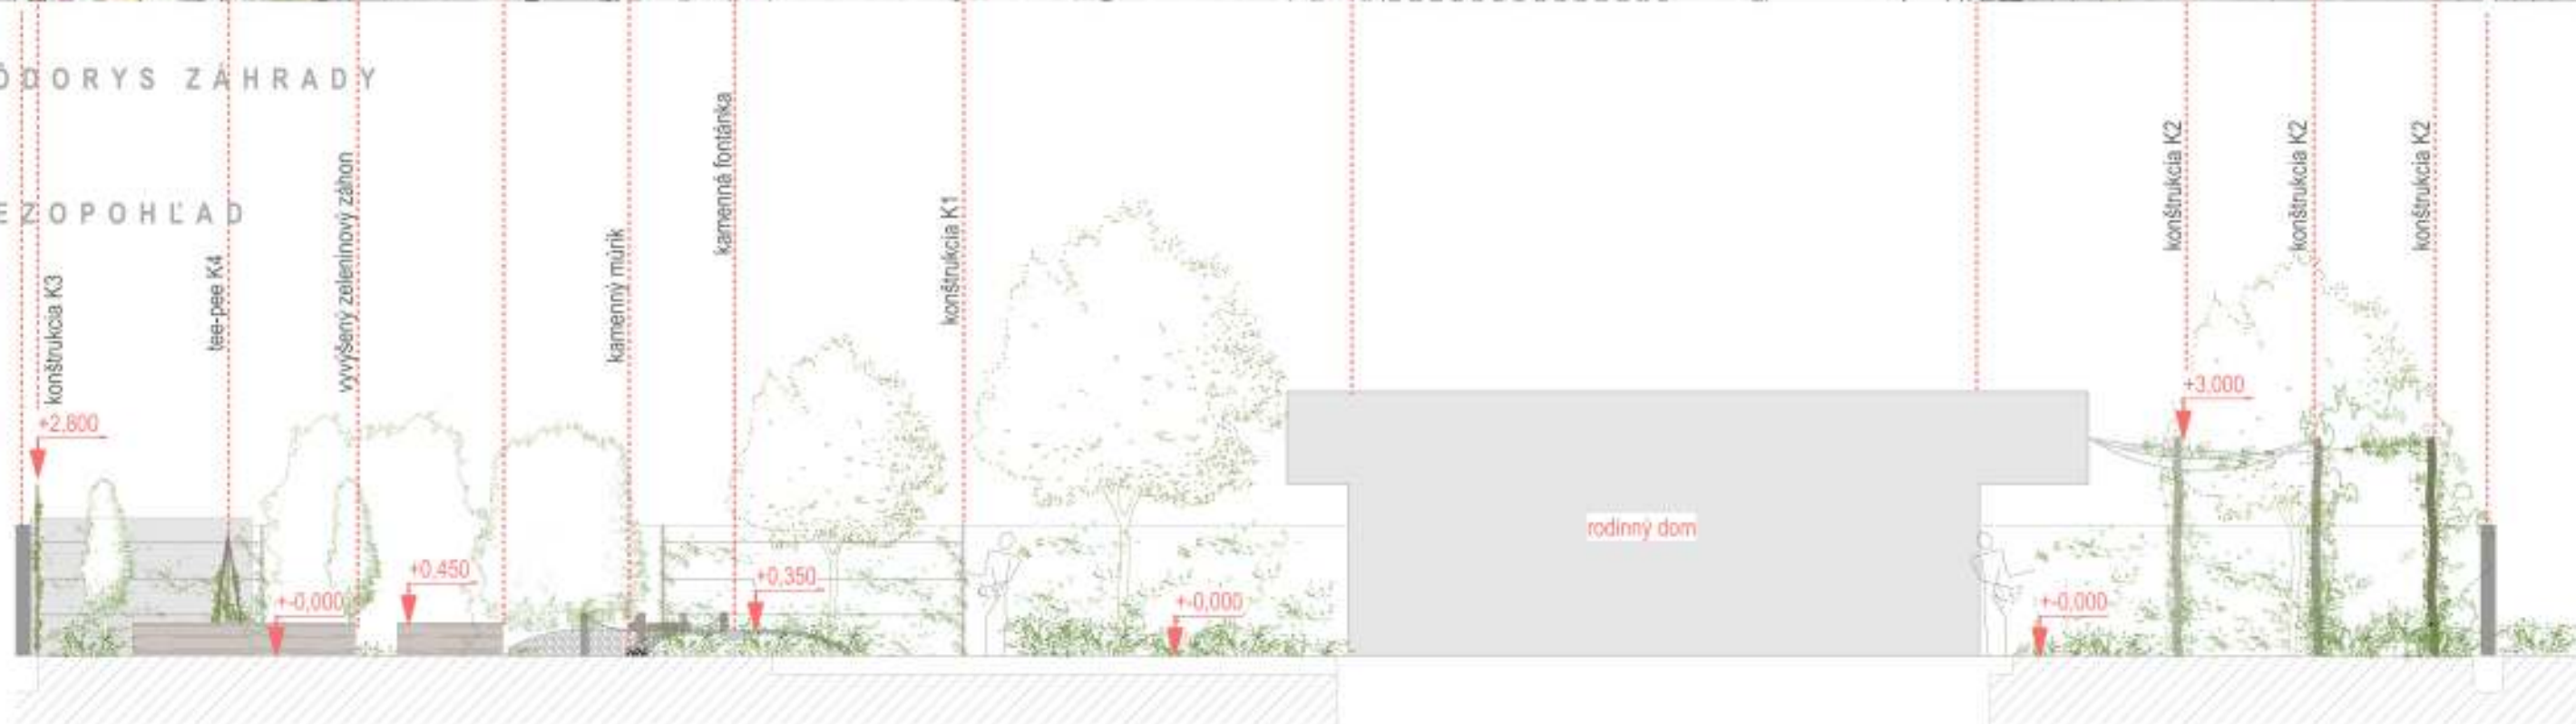 ÔDORYS ZÁHRADY
EZOPOHĽAD
konštrukcia K3
tee-pee K4
vyvýšený zeleninový záhon
kamenný múrik
kamenná fontánka
konštrukcia K1
konštrukcia K2
konštrukcia K2
konštrukcia K2
+2,800
+3,000
rodinný dom
+0,450
+0,350
+-0,000
+-0,000
+-0,000